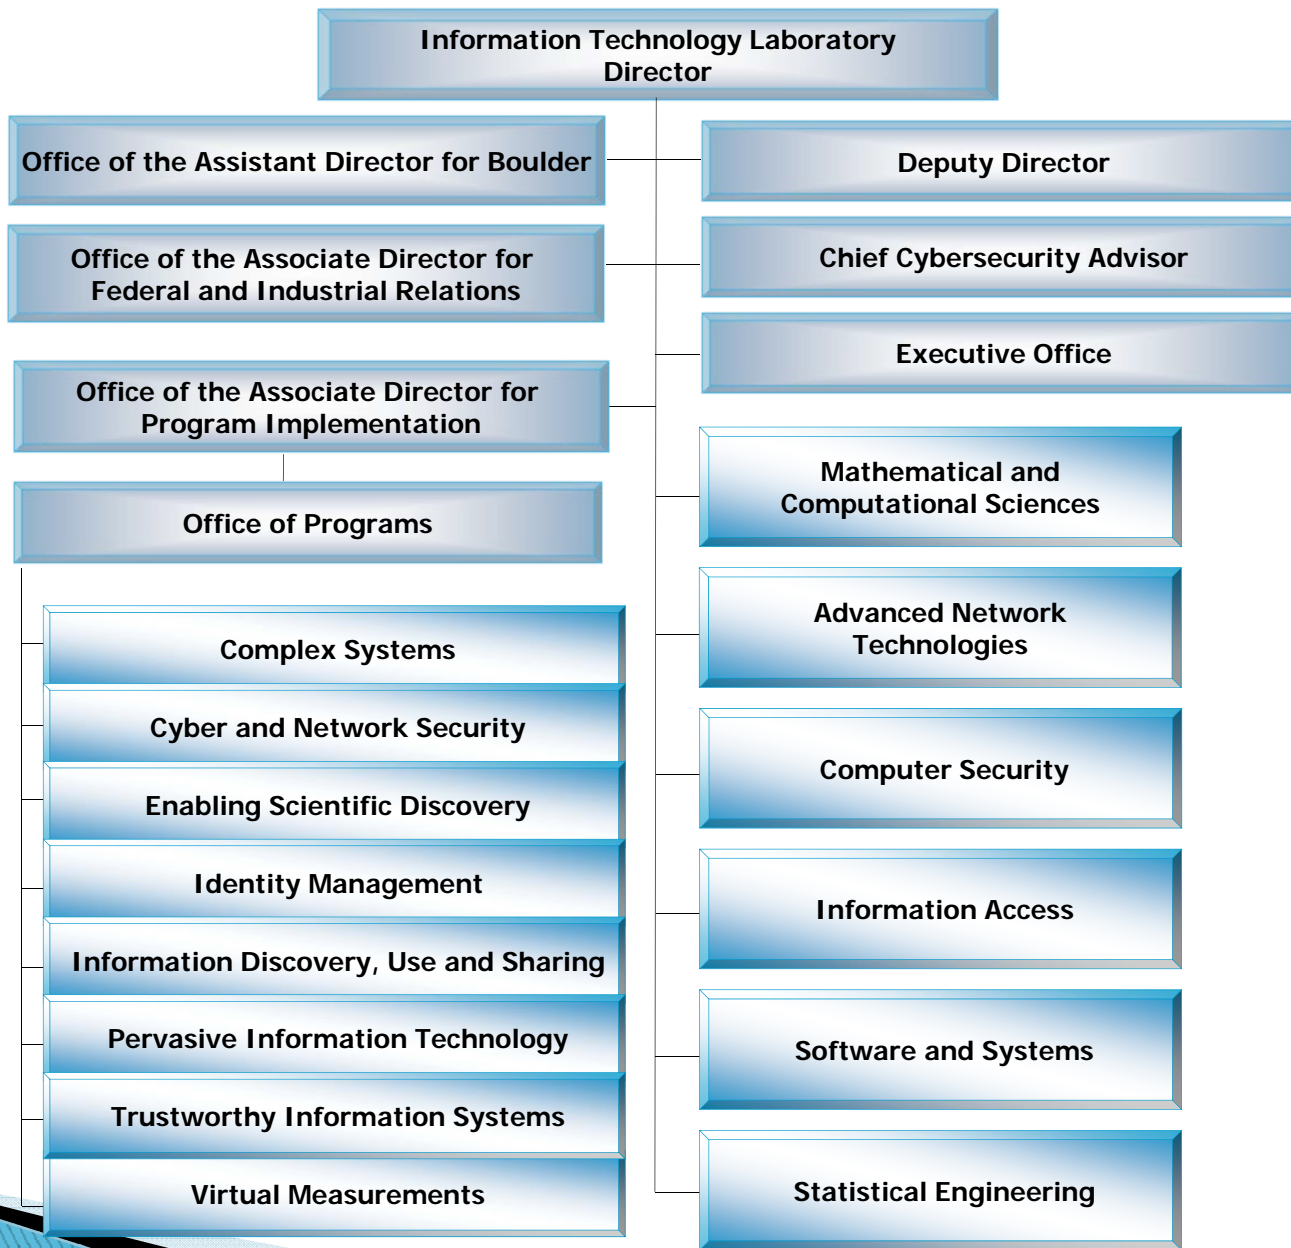 Information Technology Laboratory
Director
Office of the Assistant Director for Boulder
Deputy Director
Office of the Associate Director for
Federal and Industrial Relations
Chief Cybersecurity Advisor
Executive Office
Office of the Associate Director for
Program Implementation
Office of Programs
Complex Systems
Cyber and Network Security
Enabling Scientific Discovery
Identity Management
Information Discovery, Use and Sharing
Pervasive Information Technology
Trustworthy Information Systems
Virtual Measurements
Mathematical and
Computational Sciences
Advanced Network
Technologies
Computer Security
Information Access
Software and Systems
Statistical Engineering